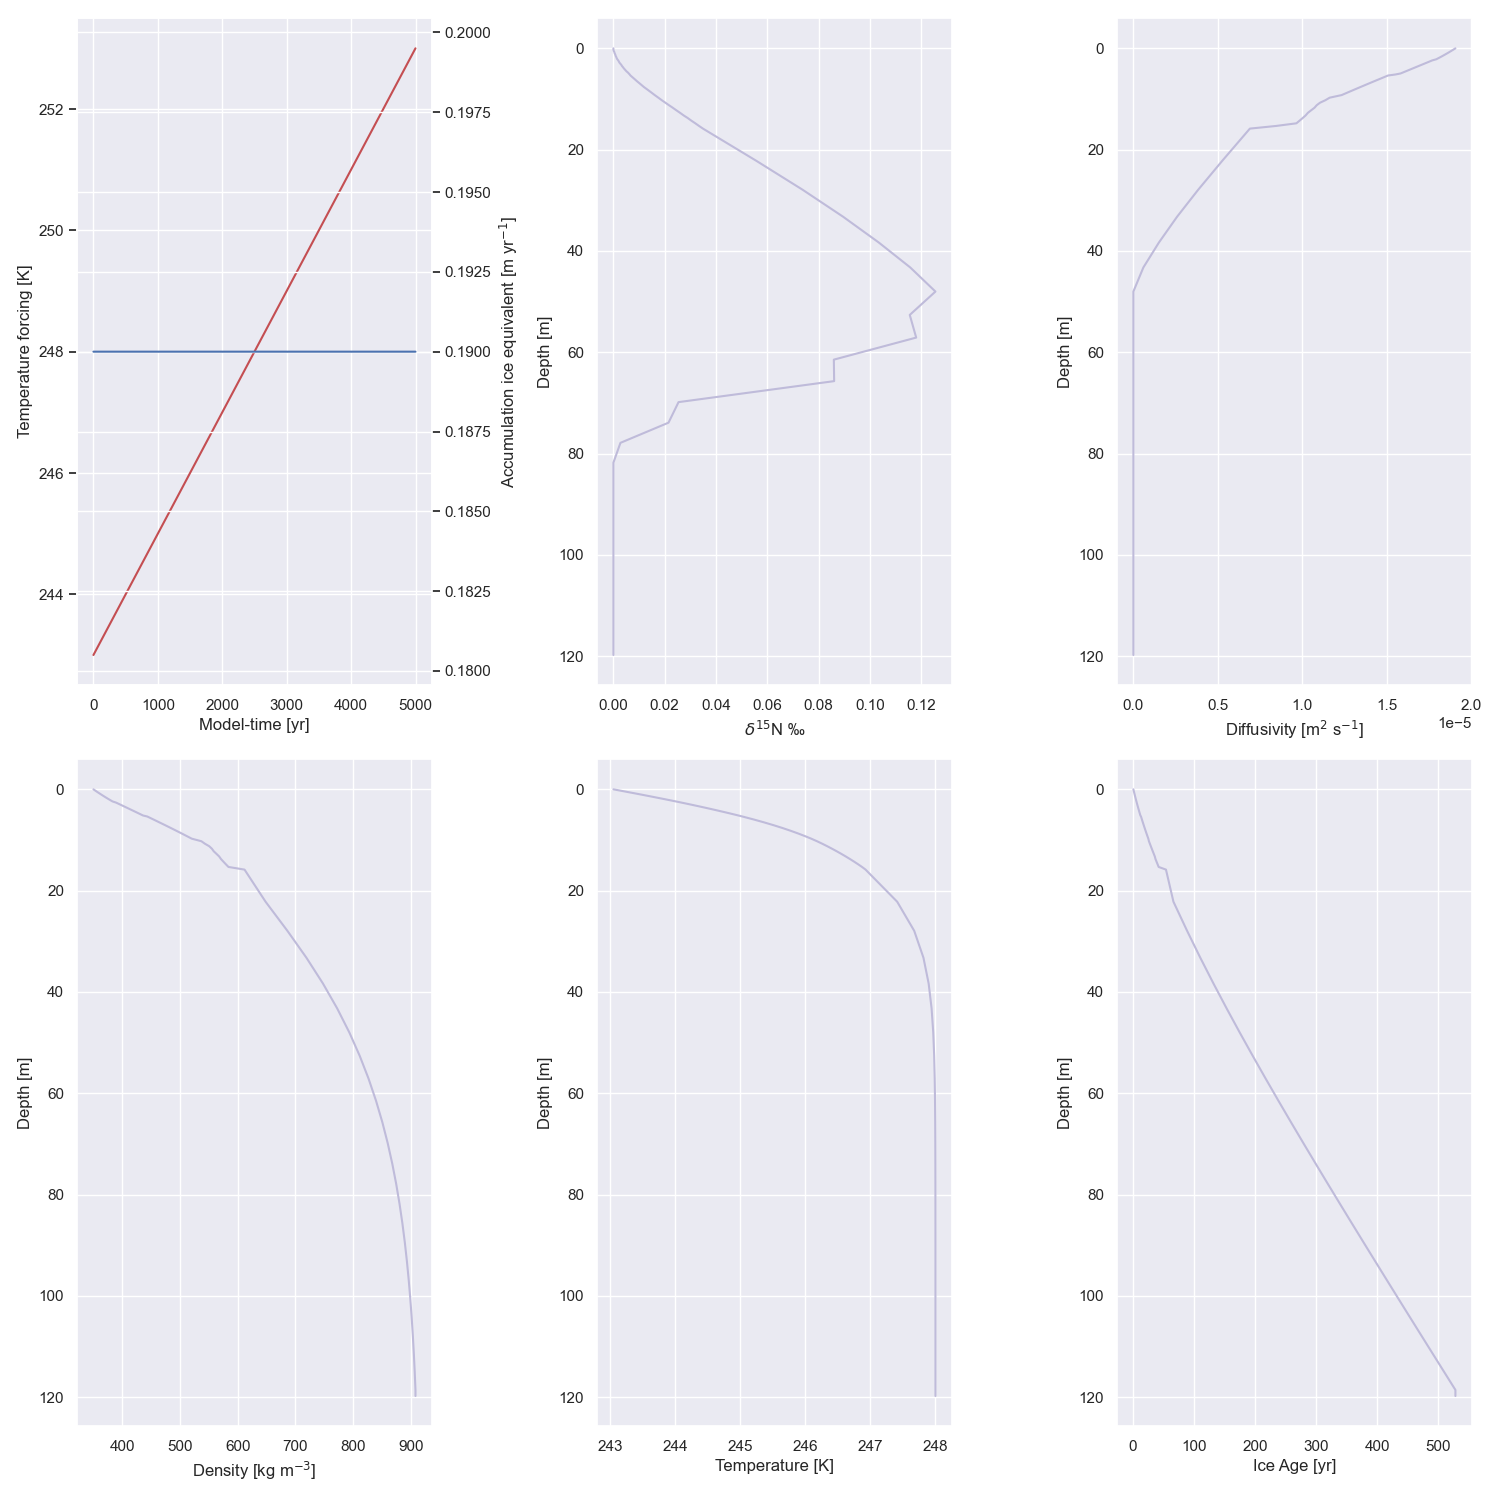 Temperature forcing [K]
252
250
248
246
244
0.2000
0.1975
0.1950
0.1925
0.1900
0.1875
0.1850
0.1825
0.1800
Accumulation ice equivalent [m yr⁻¹]
0 1000 2000 3000 4000 5000
Model-time [yr]
Depth [m]
0
20
40
60
80
100
120
0.00 0.02 0.04 0.06 0.08 0.10 0.12
δ¹⁵N ‰
Depth [m]
0
20
40
60
80
100
120
0.0 0.5 1.0 1.5 2.0
1e−5
Diffusivity [m² s⁻¹]
Depth [m]
0
20
40
60
80
100
120
400 500 600 700 800 900
Density [kg m⁻³]
Depth [m]
0
20
40
60
80
100
120
243 244 245 246 247 248
Temperature [K]
Depth [m]
0
20
40
60
80
100
120
0 100 200 300 400 500
Ice Age [yr]